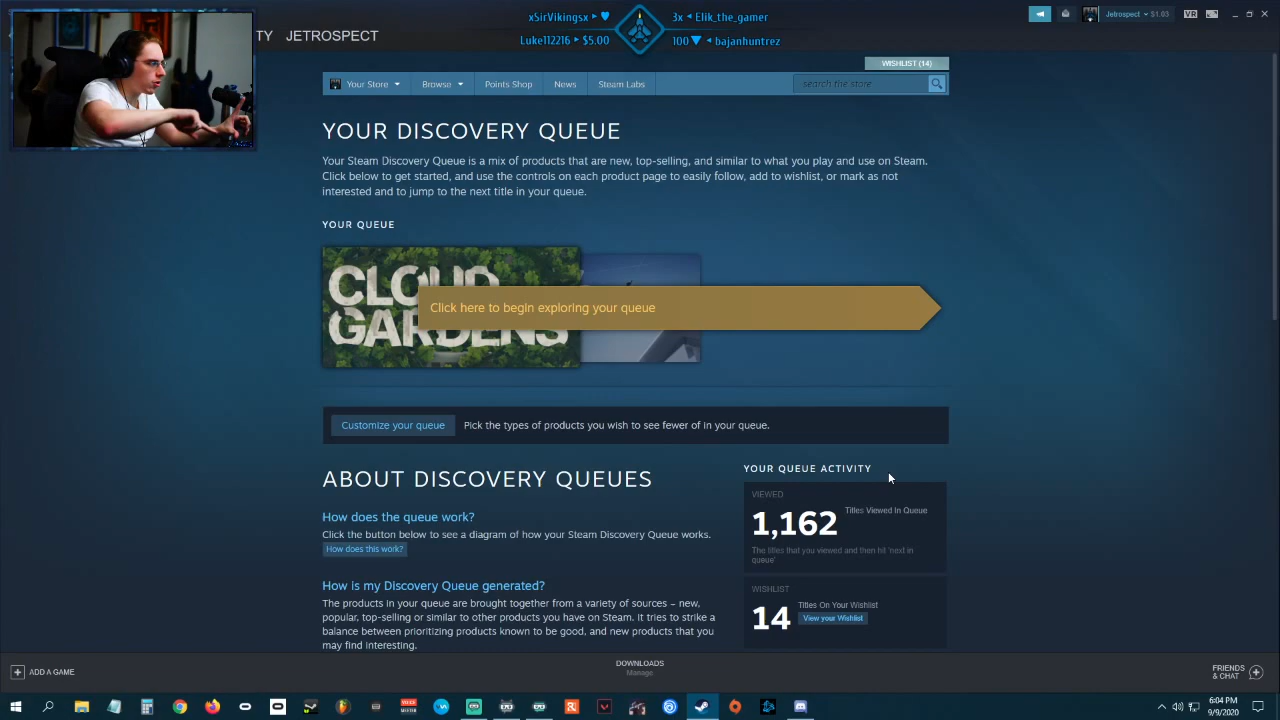 xSirVikingsx ▸ ♥
3x ◂ Elik_the_gamer
Luke112216 ▸ $5.00
100 ▼ ◂ bajanhuntrez
TY JETROSPECT
Jetrospect $1.03
VR
WISHLIST (14)
Your Store
Browse
Points Shop
News
Steam Labs
search the store
YOUR DISCOVERY QUEUE
Your Steam Discovery Queue is a mix of products that are new, top-selling, and similar to what you play and use on Steam.
Click below to get started, and use the controls on each product page to easily follow, add to wishlist, or mark as not
interested and to jump to the next title in your queue.
YOUR QUEUE
CLOUD
GARDENS
Click here to begin exploring your queue
Customize your queue
Pick the types of products you wish to see fewer of in your queue.
ABOUT DISCOVERY QUEUES
How does the queue work?
Click the button below to see a diagram of how your Steam Discovery Queue works.
How does this work?
How is my Discovery Queue generated?
The products in your queue are brought together from a variety of sources – new,
popular, top-selling or similar to other products you have on Steam. It tries to strike a
balance between prioritizing products known to be good, and new products that you
may find interesting.
YOUR QUEUE ACTIVITY
VIEWED
1,162 Titles Viewed In Queue
The titles that you viewed and then hit 'next in
queue'
WISHLIST
14 Titles On Your Wishlist
View your Wishlist
ADD A GAME
DOWNLOADS
Manage
FRIENDS
& CHAT
VOICE
MEETER
6:04 PM
9/9/2020